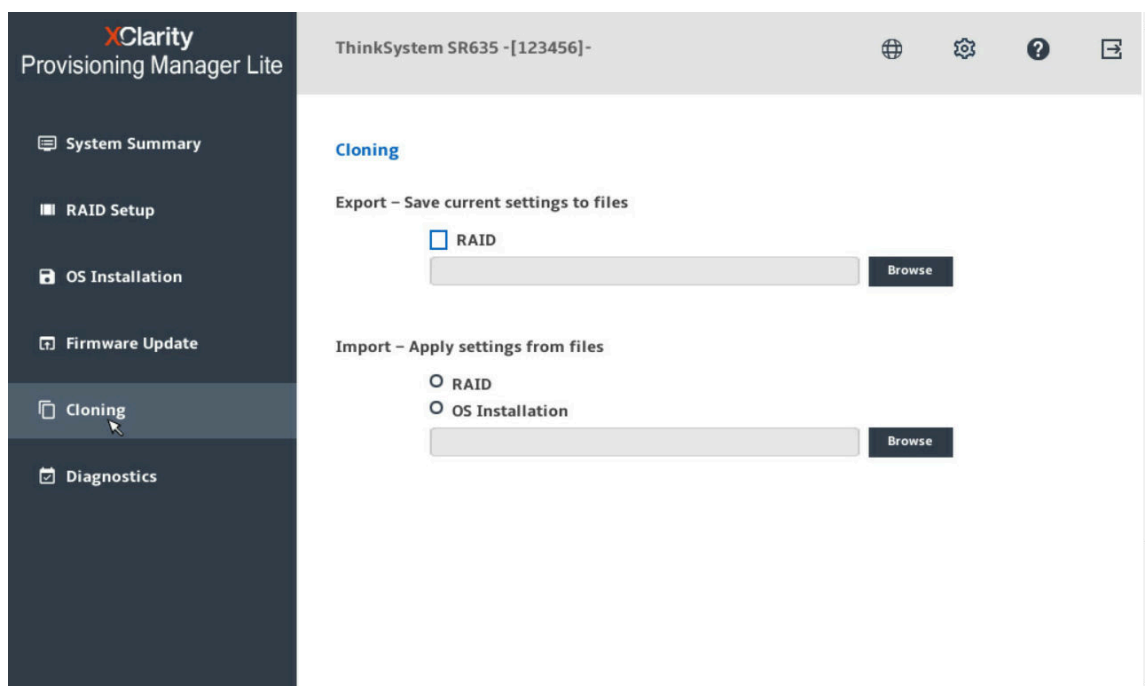 XClarity
Provisioning Manager Lite
ThinkSystem SR635 -[123456]-
System Summary
RAID Setup
OS Installation
Firmware Update
Cloning
Diagnostics
Cloning
Export – Save current settings to files
RAID
Browse
Import – Apply settings from files
RAID
OS Installation
Browse